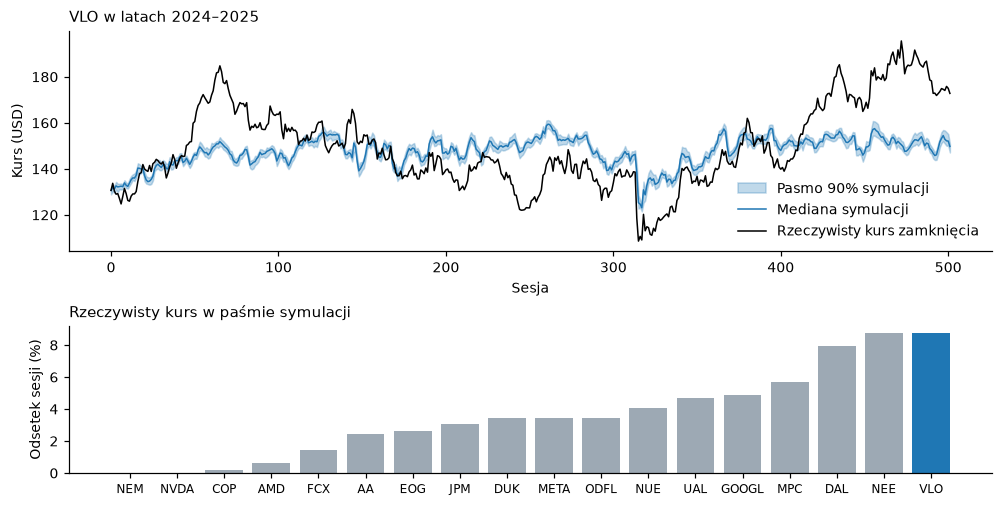 VLO w latach 2024–2025
Kurs (USD)
180
160
140
120
Pasmo 90% symulacji
Mediana symulacji
Rzeczywisty kurs zamknięcia
0 100 200 300 400 500
Sesja
Rzeczywisty kurs w paśmie symulacji
Odsetek sesji (%)
8
6
4
2
0
NEM NVDA COP AMD FCX AA EOG JPM DUK META ODFL NUE UAL GOOGL MPC DAL NEE VLO